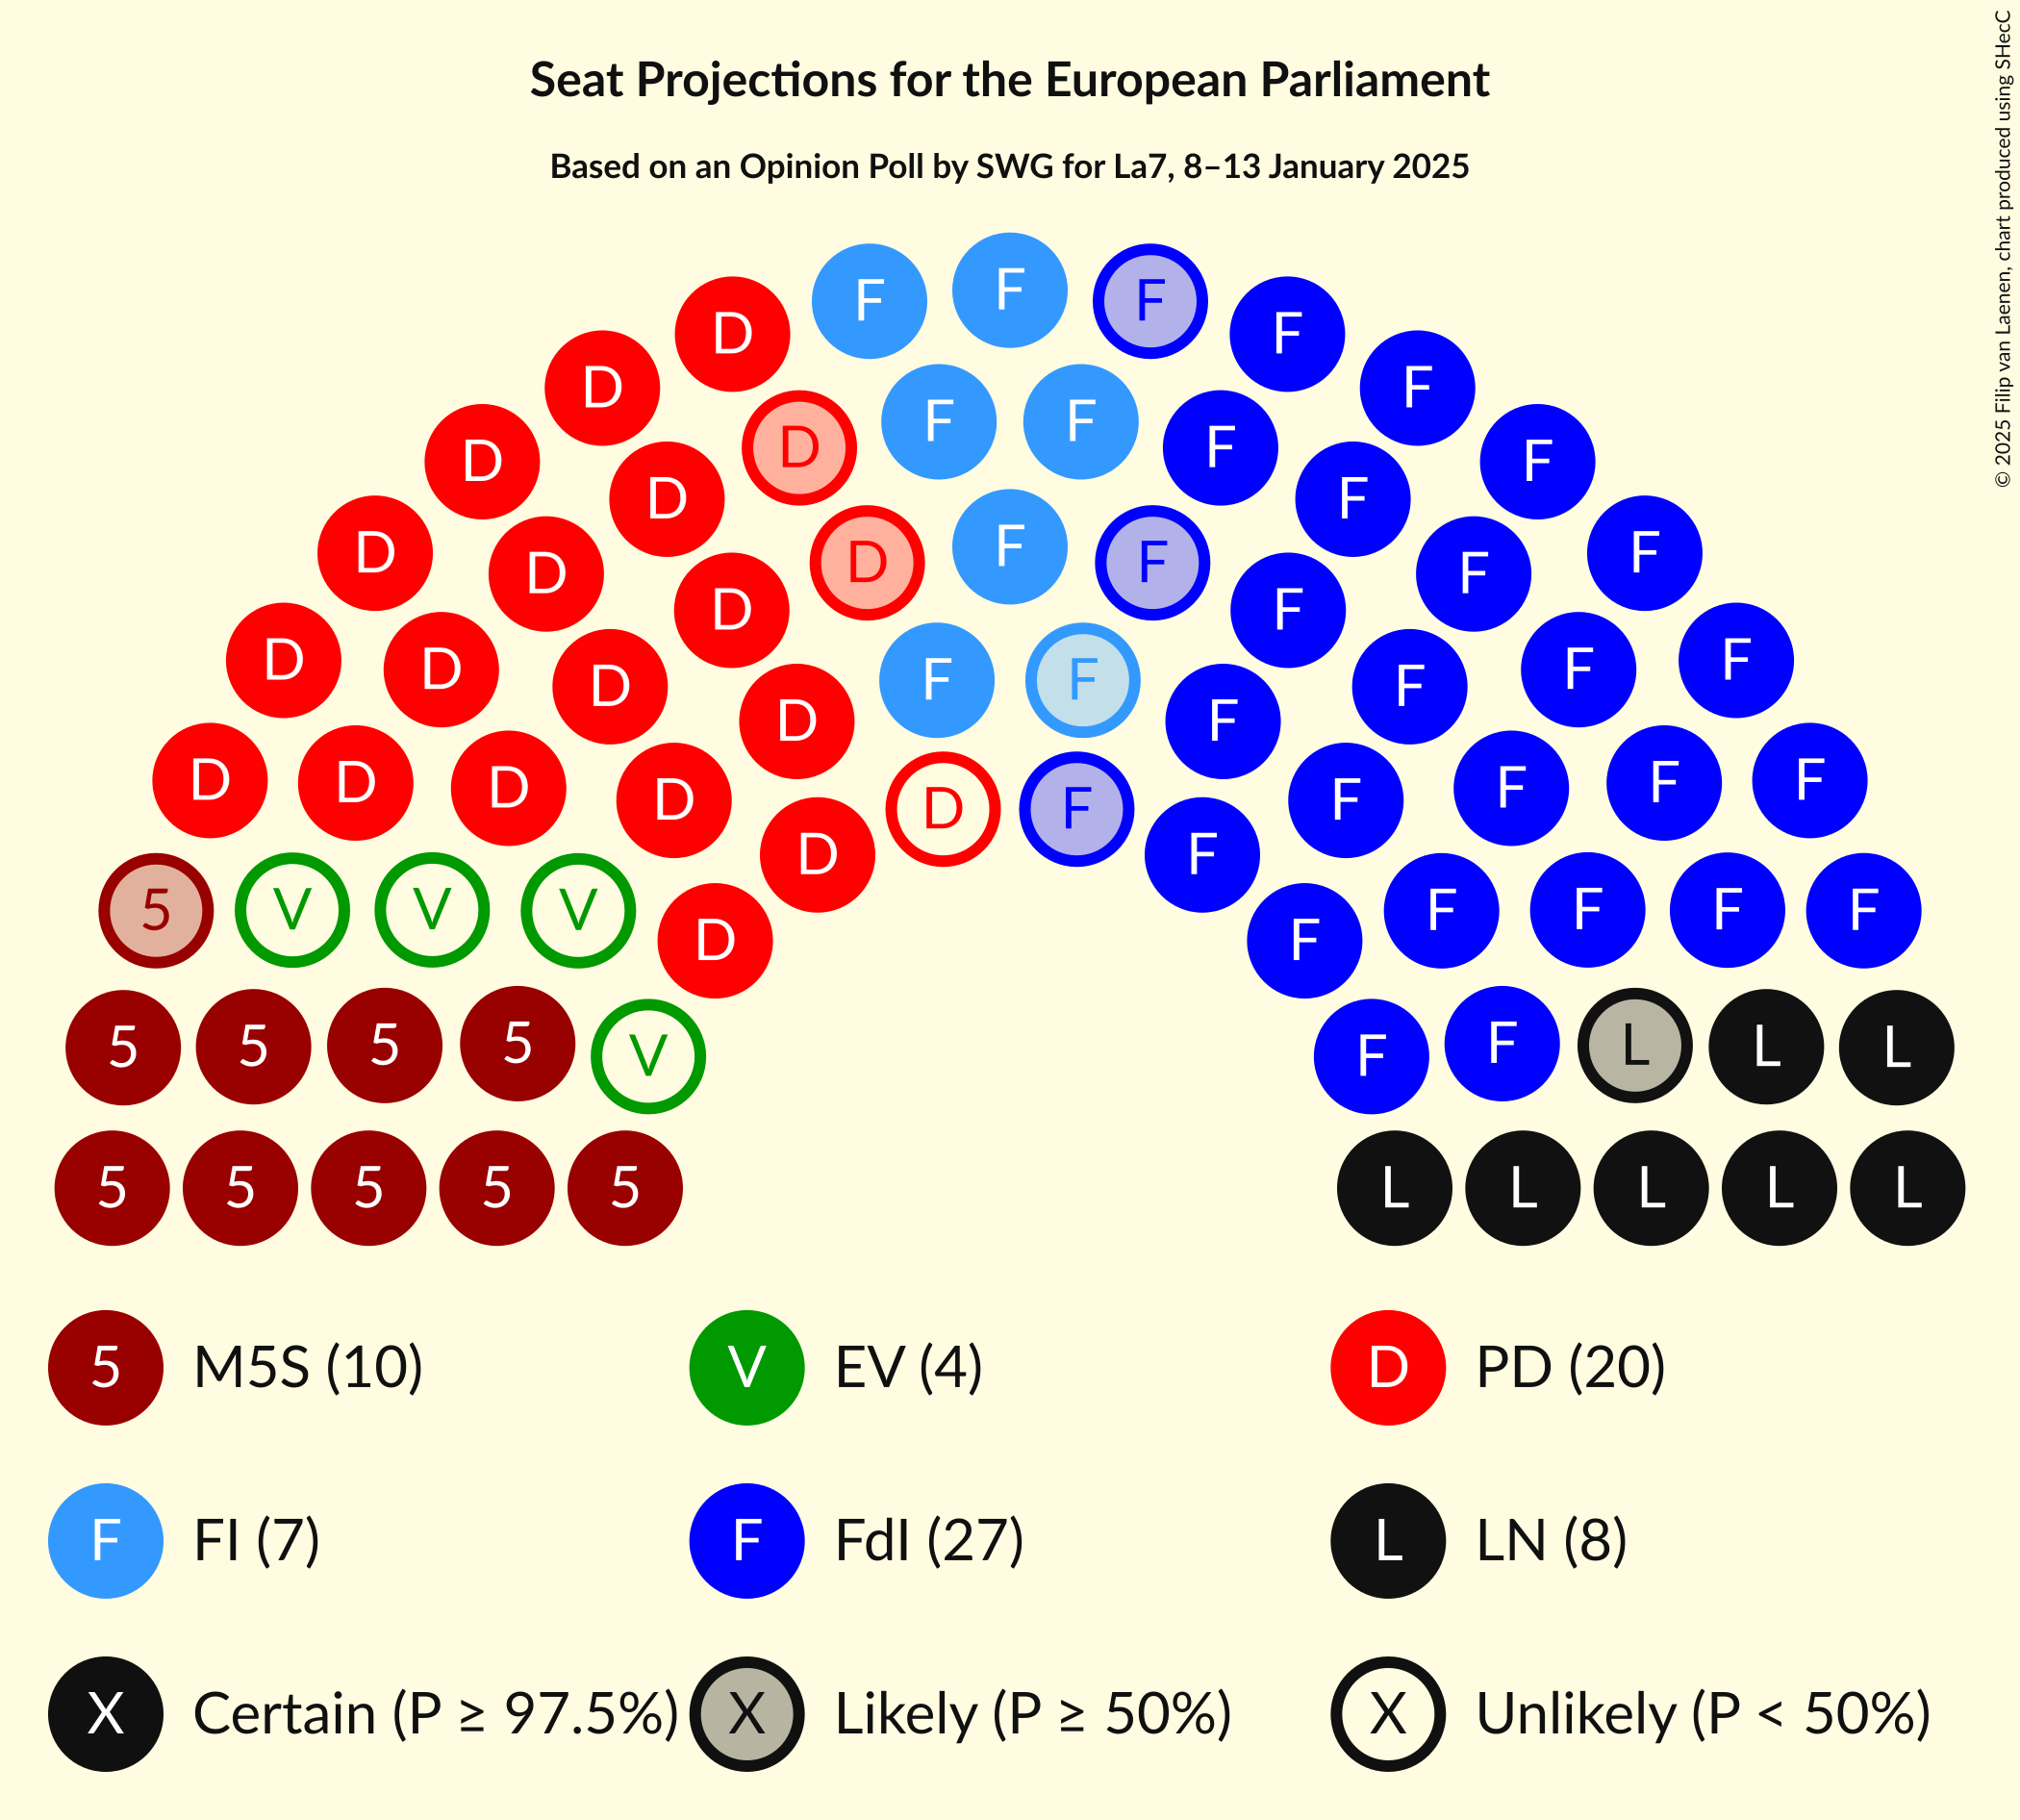 © 2025 Filip van Laenen, chart produced using SHecC
Seat Projections for the European Parliament
Based on an Opinion Poll by SWG for La7, 8–13 January 2025
F F F
D F
D F
F F
D F
D F
D F
F
D F
D F
D F
D F
D F
D F
F F
D F
D F
D D D F F F
D F
D F
D F
5 V V V F F F F
D F
5 5 5 5 F L L L
V F
5 5 5 5 5 L L L L L
5 M5S (10) V EV (4) D PD (20)
F FI (7) F FdI (27) L LN (8)
X Certain (P ≥ 97.5%) X Likely (P ≥ 50%) X Unlikely (P < 50%)